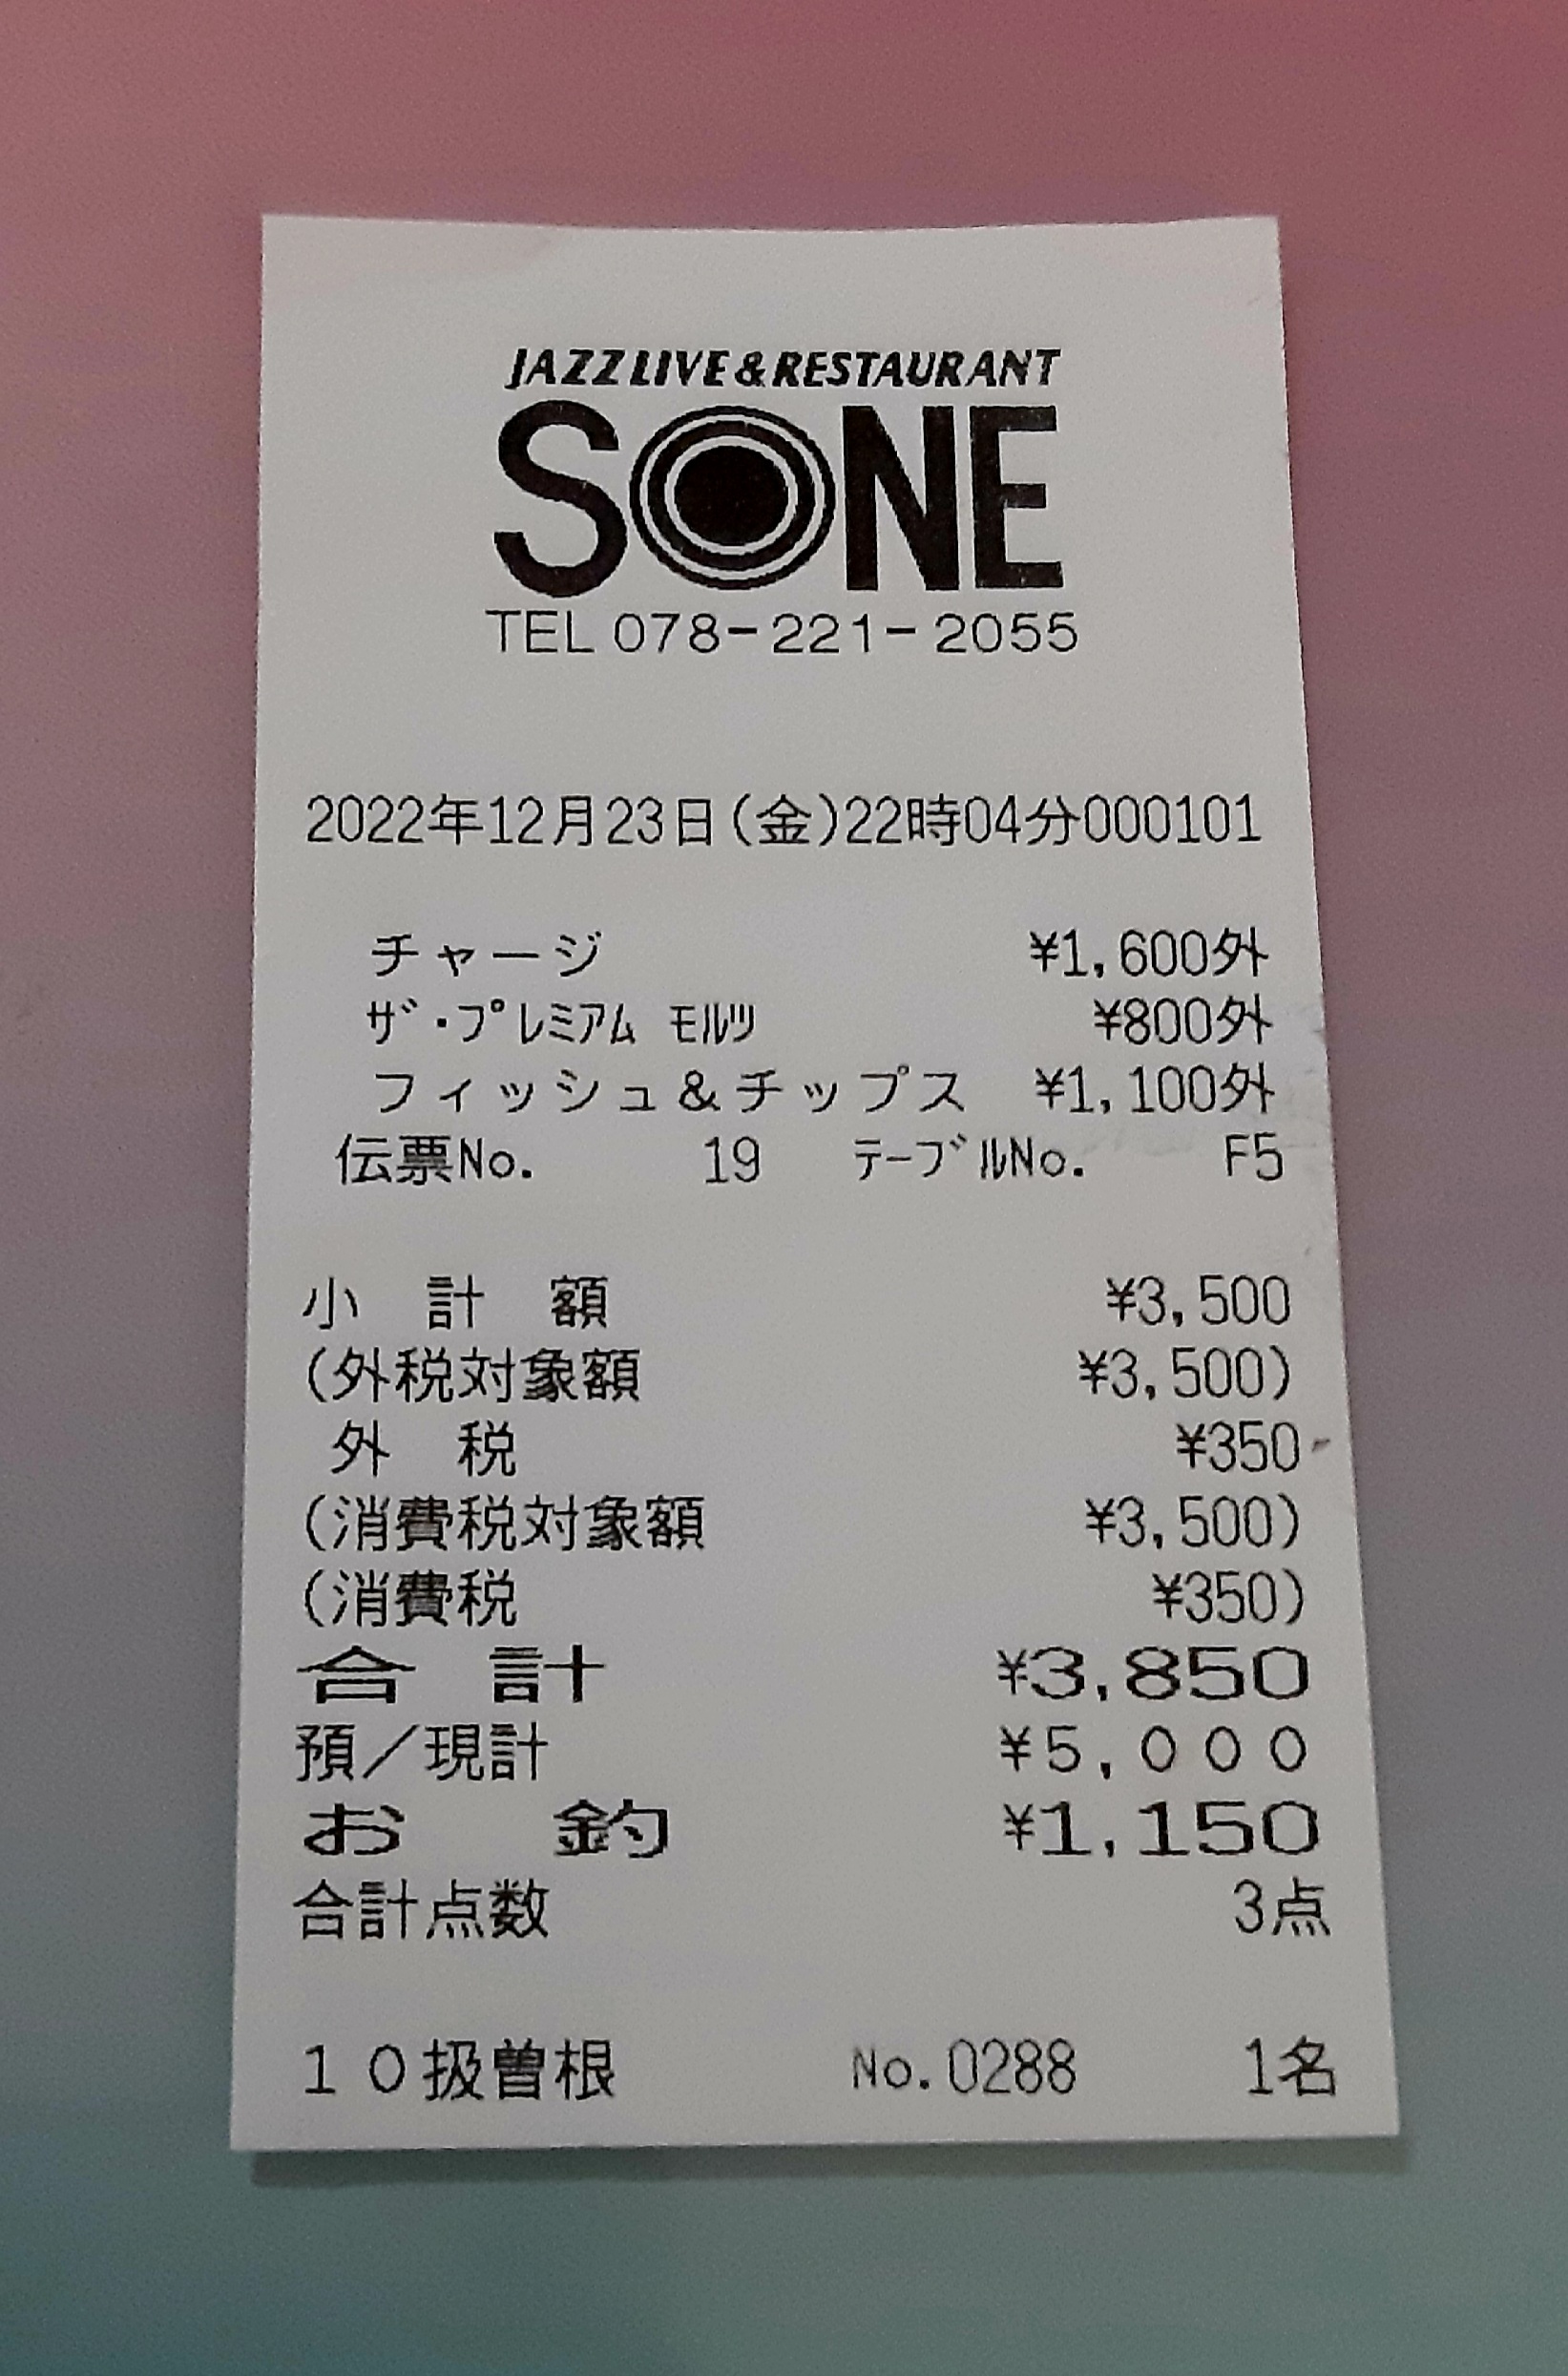 JAZZ LIVE & RESTAURANT
SONE
TEL 078-221-2055
2022年12月23日(金)22時04分000101
チャージ ¥1,600外
ザ・プレミアム モルツ ¥800外
フィッシュ&チップス ¥1,100外
伝票No. 19 テーブルNo. F5
小計額 ¥3,500
(外税対象額 ¥3,500)
外税 ¥350
(消費税対象額 ¥3,500)
(消費税 ¥350)
合計 ¥3,850
預/現計 ¥5,000
お釣 ¥1,150
合計点数 3点
10扱曽根 No.0288 1名